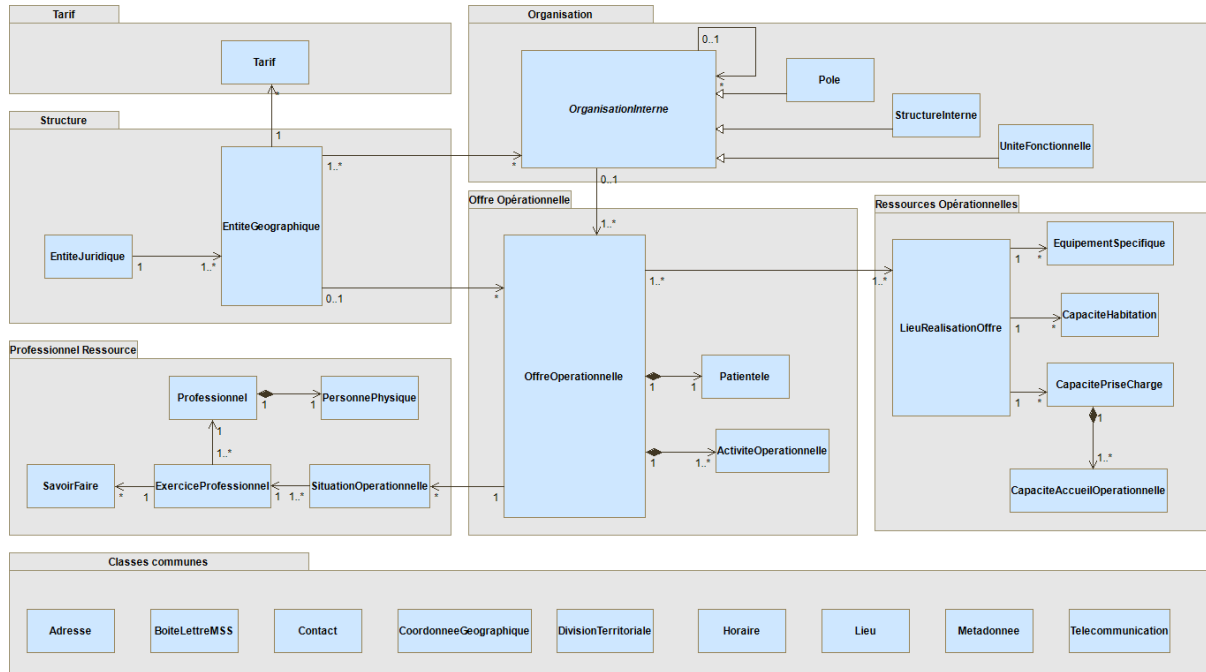 Tarif
Organisation
0..1
Tarif
*
Pole
OrganisationInterne
StructureInterne
*
Structure
1
UniteFonctionnelle
EntiteGeographique
1..*
*
0..1
Offre Opérationnelle
1..*
Ressources Opérationnelles
EntiteJuridique
1
1..*
0..1
*
OffreOperationnelle
1..*
1..*
LieuRealisationOffre
1
*
EquipementSpecifique
1
*
CapaciteHabitation
1
*
CapacitePriseCharge
1
1..*
CapaciteAccueilOperationnelle
1
1
Patientele
1
1..*
ActiviteOperationnelle
Professionnel Ressource
Professionnel
1
1
PersonnePhysique
1
1..*
SavoirFaire
*
1
ExerciceProfessionnel
1
1..*
SituationOperationnelle
*
1
Classes communes
Adresse
BoiteLettreMSS
Contact
CoordonneeGeographique
DivisionTerritoriale
Horaire
Lieu
Metadonnee
Telecommunication